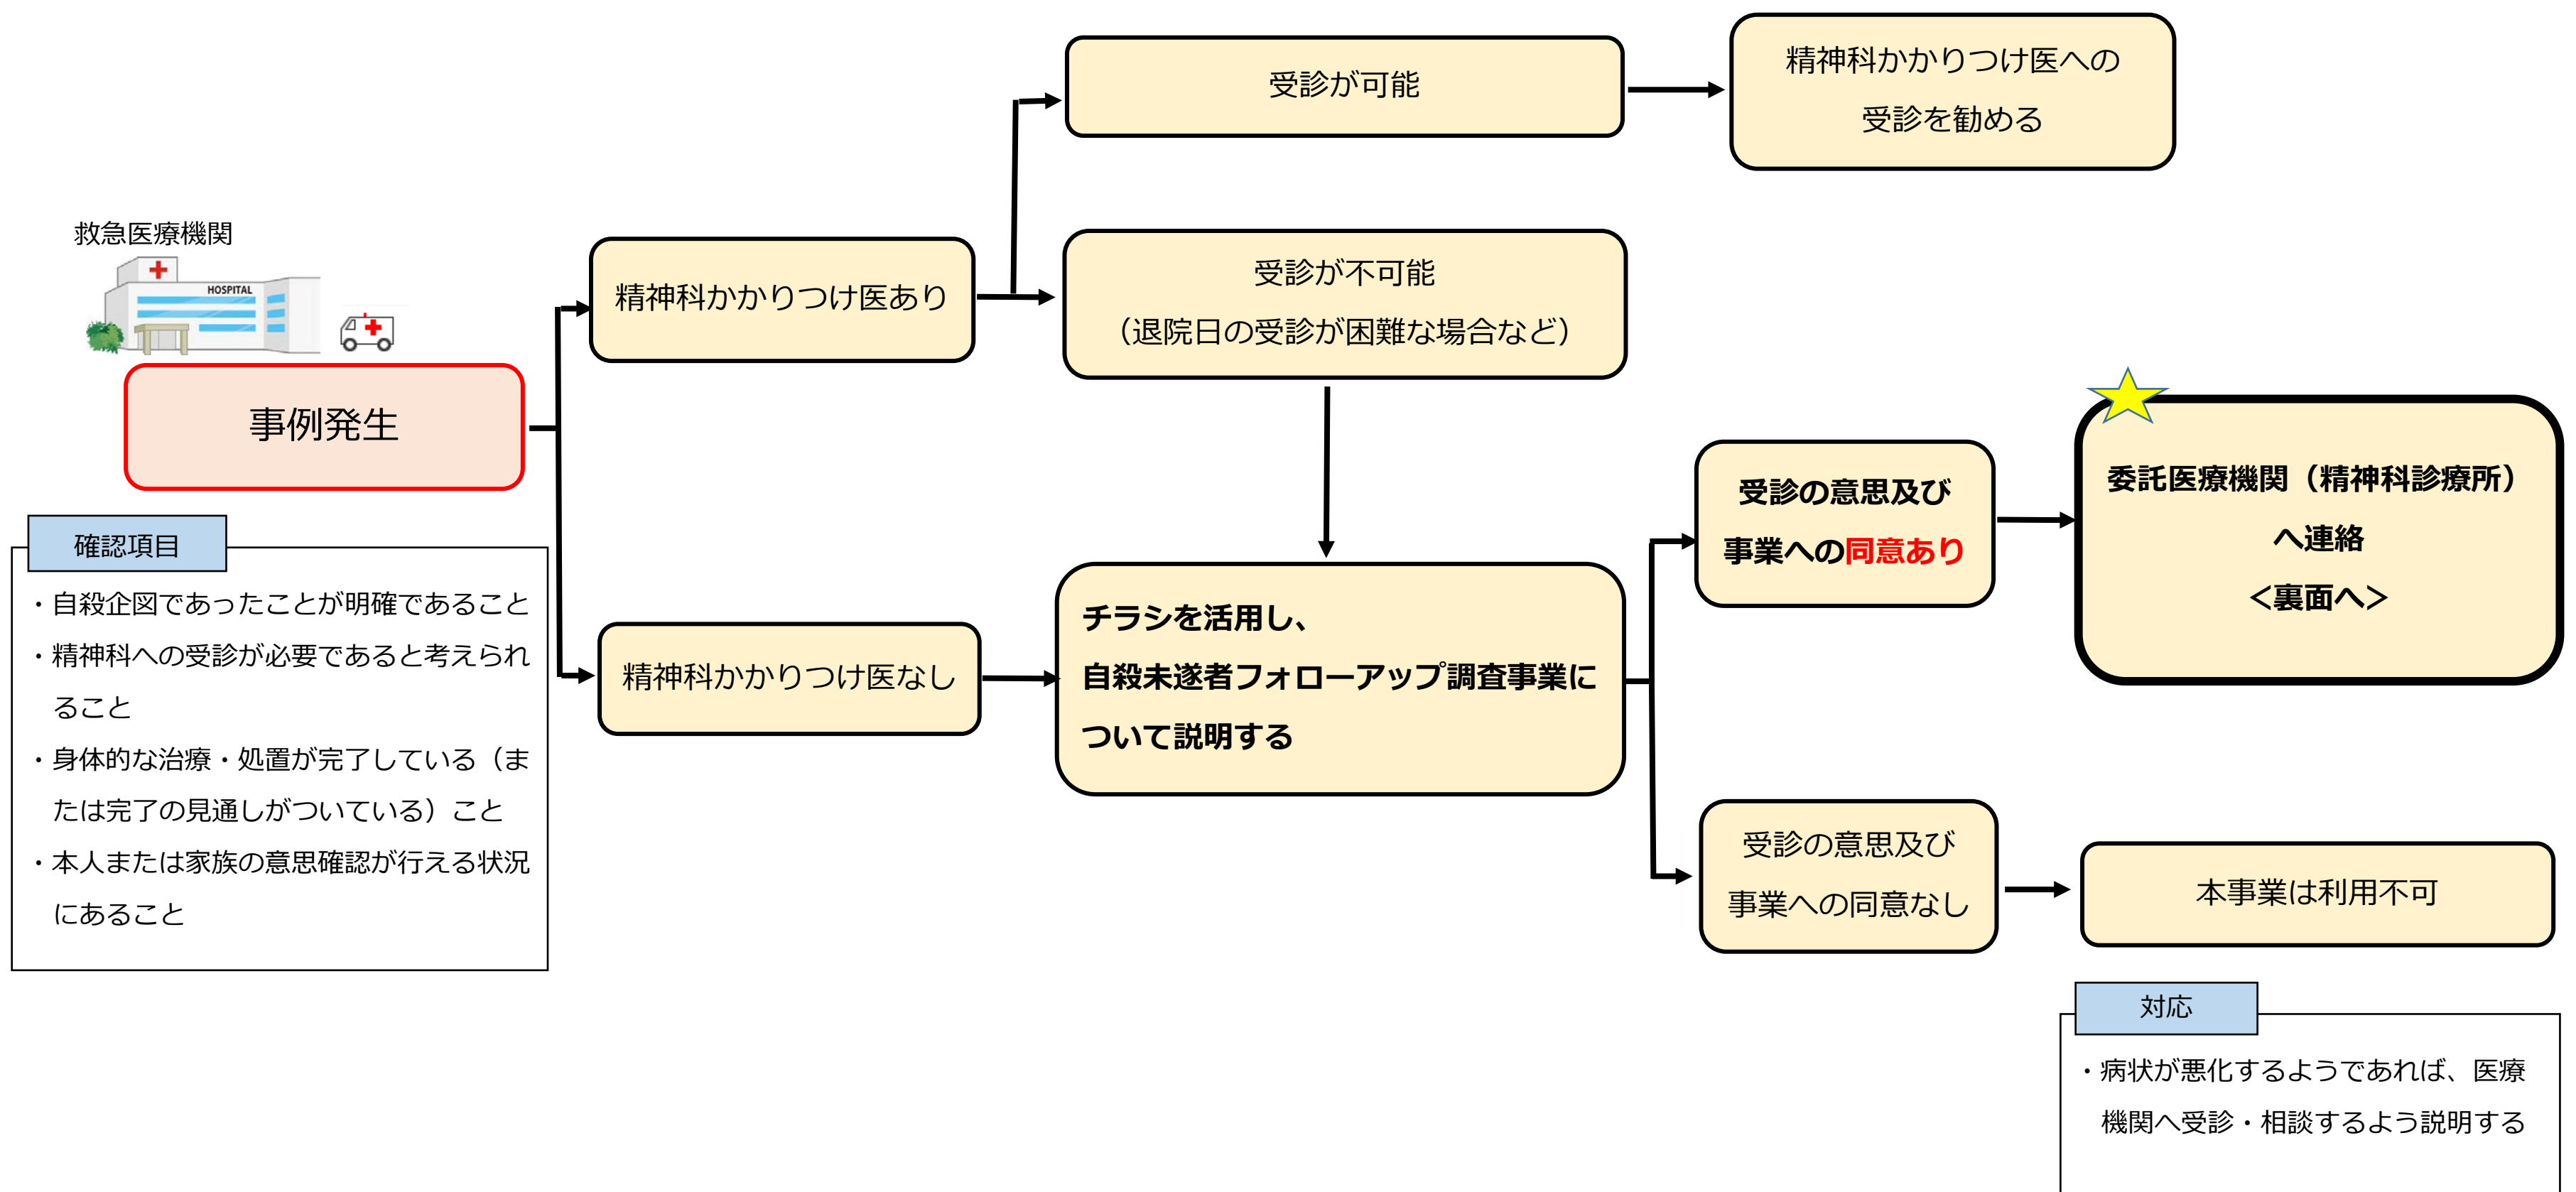 救急医療機関
HOSPITAL
事例発生
確認項目
・自殺企図であったことが明確であること
・精神科への受診が必要であると考えられ
ること
・身体的な治療・処置が完了している（ま
たは完了の見通しがついている）こと
・本人または家族の意思確認が行える状況
にあること
精神科かかりつけ医あり
精神科かかりつけ医なし
受診が可能
精神科かかりつけ医への
受診を勧める
受診が不可能
（退院日の受診が困難な場合など）
チラシを活用し、
自殺未遂者フォローアップ調査事業に
ついて説明する
受診の意思及び
事業への同意あり
委託医療機関（精神科診療所）
へ連絡
＜裏面へ＞
受診の意思及び
事業への同意なし
本事業は利用不可
対応
・病状が悪化するようであれば、医療
機関へ受診・相談するよう説明する